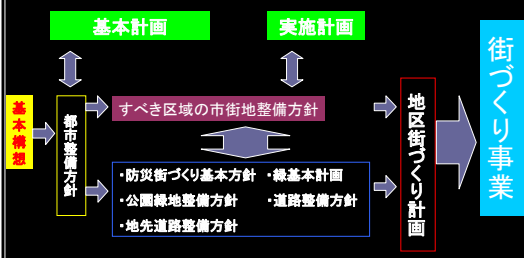 基本計画
実施計画
基本構想
都市整備方針
すべき区域の市街地整備方針
・防災街づくり基本方針 ・緑基本計画
・公園緑地整備方針 ・道路整備方針
・地先道路整備方針
地区街づくり計画
街づくり事業